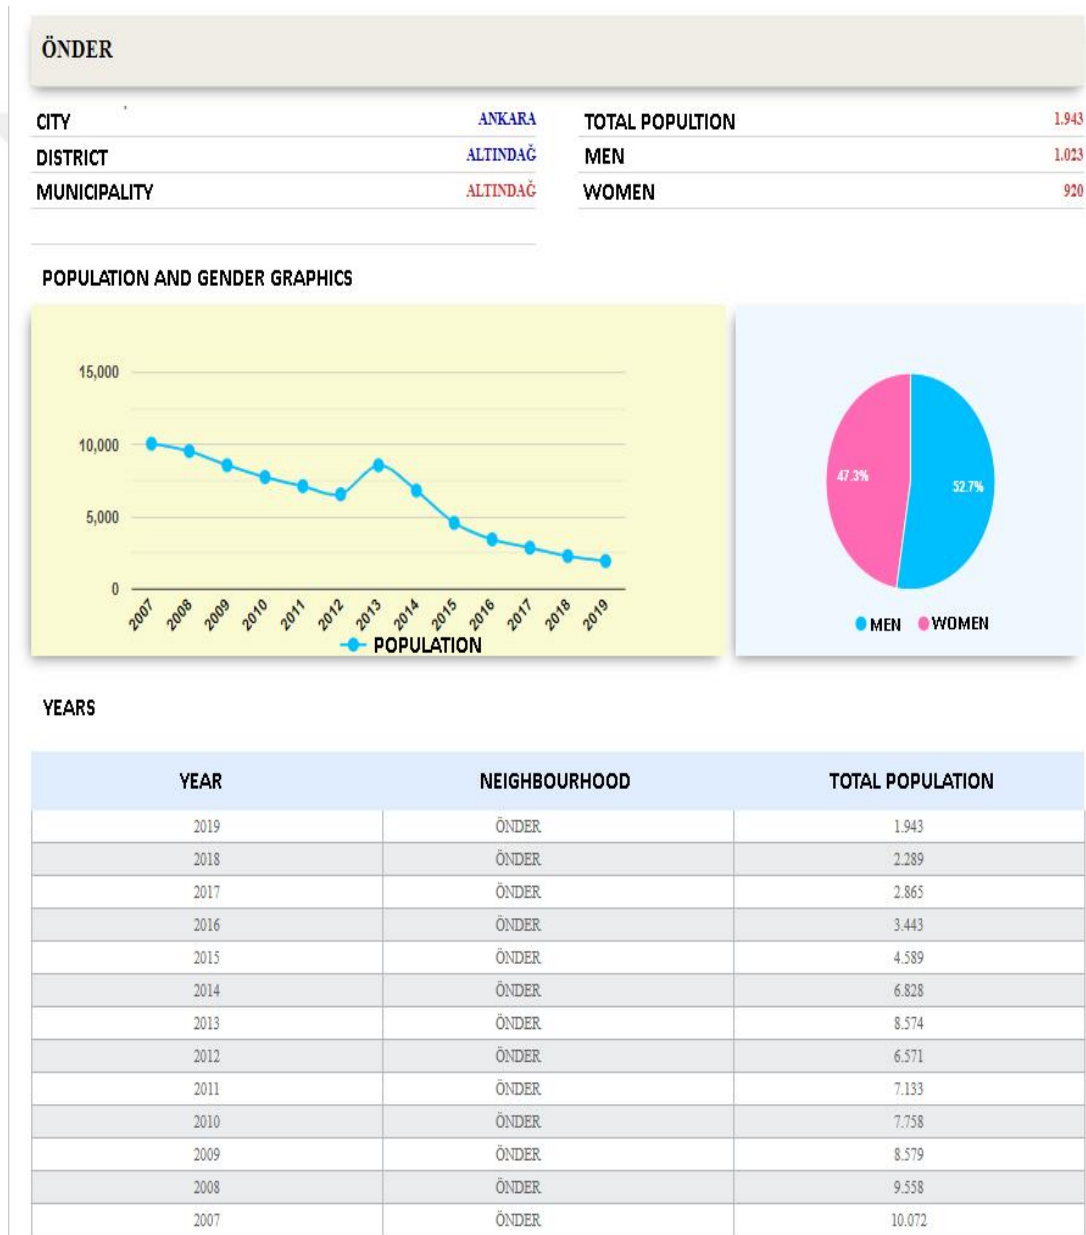 ÖNDER
CITY ANKARA TOTAL POPULTION 1.943
DISTRICT ALTINDAĞ MEN 1.023
MUNICIPALITY ALTINDAĞ WOMEN 920
POPULATION AND GENDER GRAPHICS
15,000
10,000
5,000
0
2007 2008 2009 2010 2011 2012 2013 2014 2015 2016 2017 2018 2019
POPULATION
47.3% 52.7%
MEN WOMEN
YEARS
YEAR NEIGHBOURHOOD TOTAL POPULATION
2019 ÖNDER 1.943
2018 ÖNDER 2.289
2017 ÖNDER 2.865
2016 ÖNDER 3.443
2015 ÖNDER 4.589
2014 ÖNDER 6.828
2013 ÖNDER 8.574
2012 ÖNDER 6.571
2011 ÖNDER 7.133
2010 ÖNDER 7.758
2009 ÖNDER 8.579
2008 ÖNDER 9.558
2007 ÖNDER 10.072